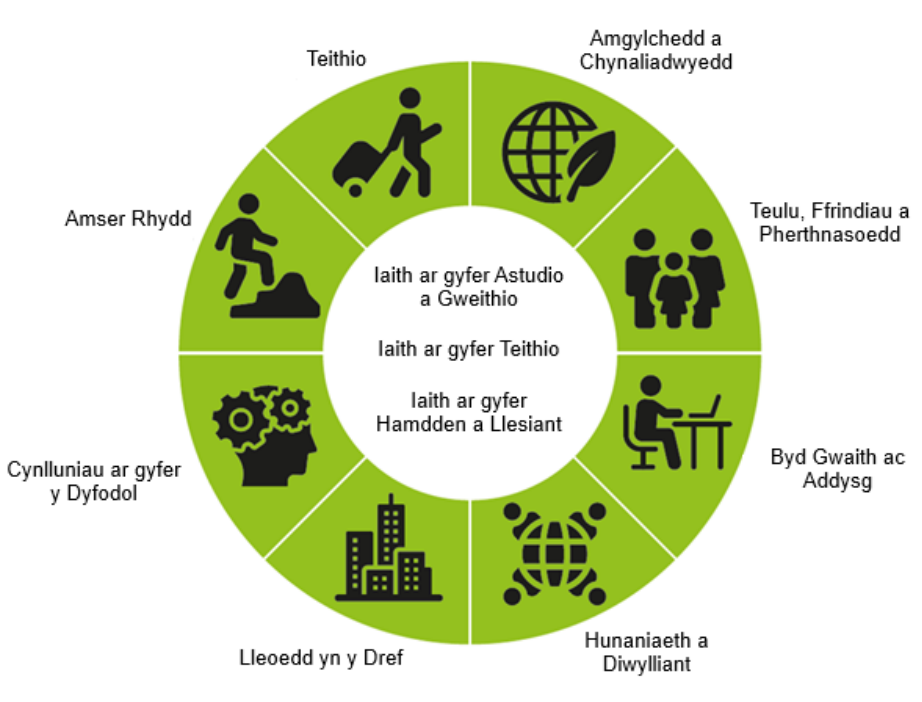 Teithio
Amgylchedd a
Chynaliadwyedd
Teulu, Ffrindiau a
Pherthnasoedd
Byd Gwaith ac
Addysg
Hunaniaeth a
Diwylliant
Lleoedd yn y Dref
Cynlluniau ar gyfer
y Dyfodol
Amser Rhydd
Iaith ar gyfer Astudio
a Gweithio
Iaith ar gyfer Teithio
Iaith ar gyfer
Hamdden a Llesiant